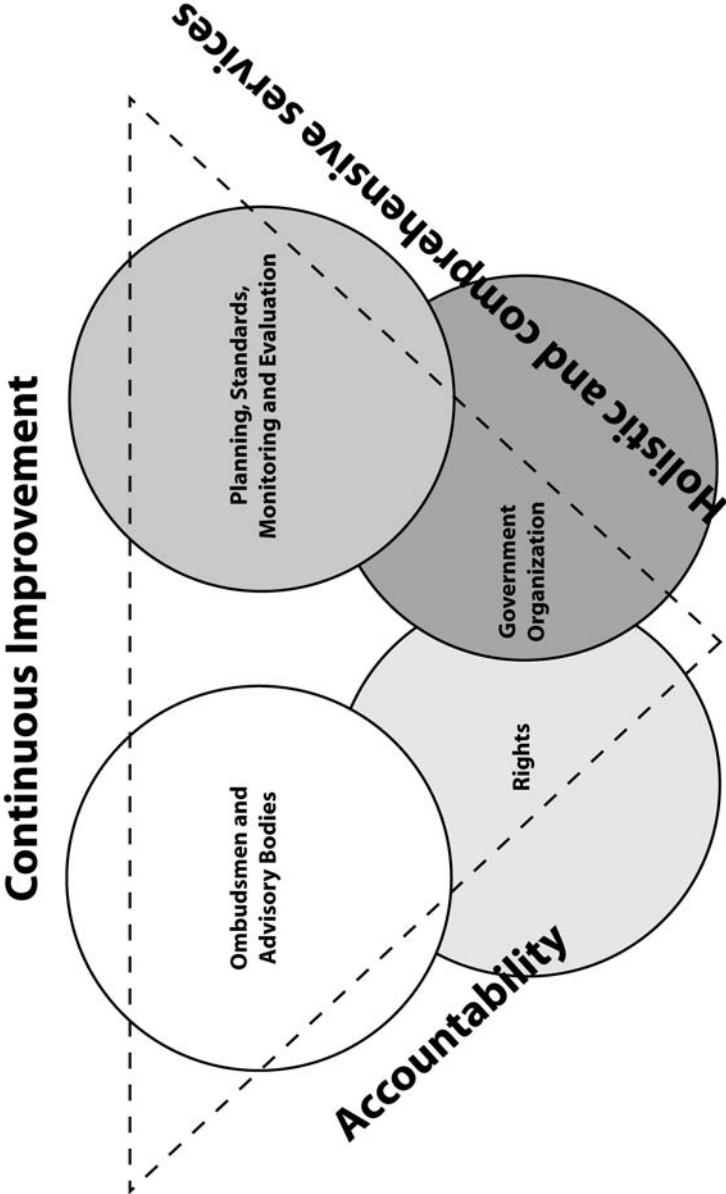 Continuous Improvement
Ombudsmen and
Advisory Bodies
Planning, Standards,
Monitoring and Evaluation
Rights
Government
Organization
Accountability
Holistic and comprehensive services